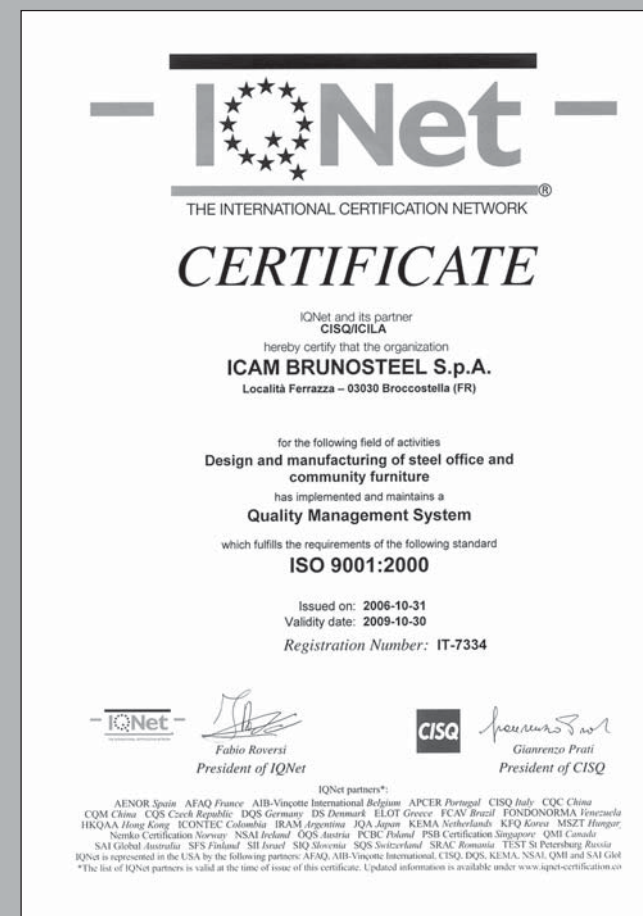 IQNet
®
THE INTERNATIONAL CERTIFICATION NETWORK
CERTIFICATE
IQNet and its partner
CISQ/ICILA
hereby certify that the organization
ICAM BRUNOSTEEL S.p.A.
Località Ferrazza – 03030 Broccostella (FR)
for the following field of activities
Design and manufacturing of steel office and
community furniture
has implemented and maintains a
Quality Management System
which fulfills the requirements of the following standard
ISO 9001:2000
Issued on: 2006-10-31
Validity date: 2009-10-30
Registration Number: IT-7334
IQNet
CISQ
Fabio Roversi
Gianrenzo Prati
President of IQNet
President of CISQ
IQNet partners*:
AENOR Spain AFAQ France AIB-Vinçotte International Belgium APCER Portugal CISQ Italy CQC China
CQM China CQS Czech Republic DQS Germany DS Denmark ELOT Greece FCAV Brazil FONDONORMA Venezuela
HKQAA Hong Kong ICONTEC Colombia IRAM Argentina JQA Japan KEMA Netherlands KFQ Korea MSZT Hungar
Nemko Certification Norway NSAI Ireland ÖQS Austria PCBC Poland PSB Certification Singapore QMI Canada
SAI Global Australia SFS Finland SII Israel SIQ Slovenia SQS Switzerland SRAC Romania TEST St Petersburg Russia
IQNet is represented in the USA by the following partners: AFAQ, AIB-Vinçotte International, CISQ, DQS, KEMA, NSAI, QMI and SAI Glob
*The list of IQNet partners is valid at the time of issue of this certificate. Updated information is available under www.iqnet-certification.co